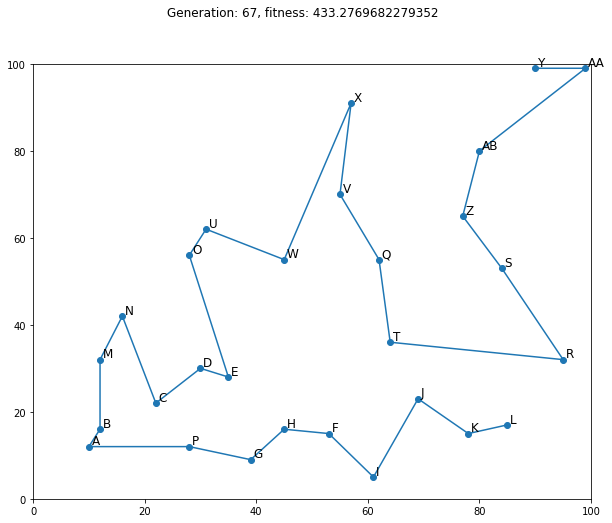 Generation: 67, fitness: 433.2769682279352
100
Y
AA
X
80
AB
V
Z
U
60
O
W
Q
S
N
40
T
M
R
D
E
C
J
20
B
H
F
K
L
A
P
G
I
0
0
20
40
60
80
100